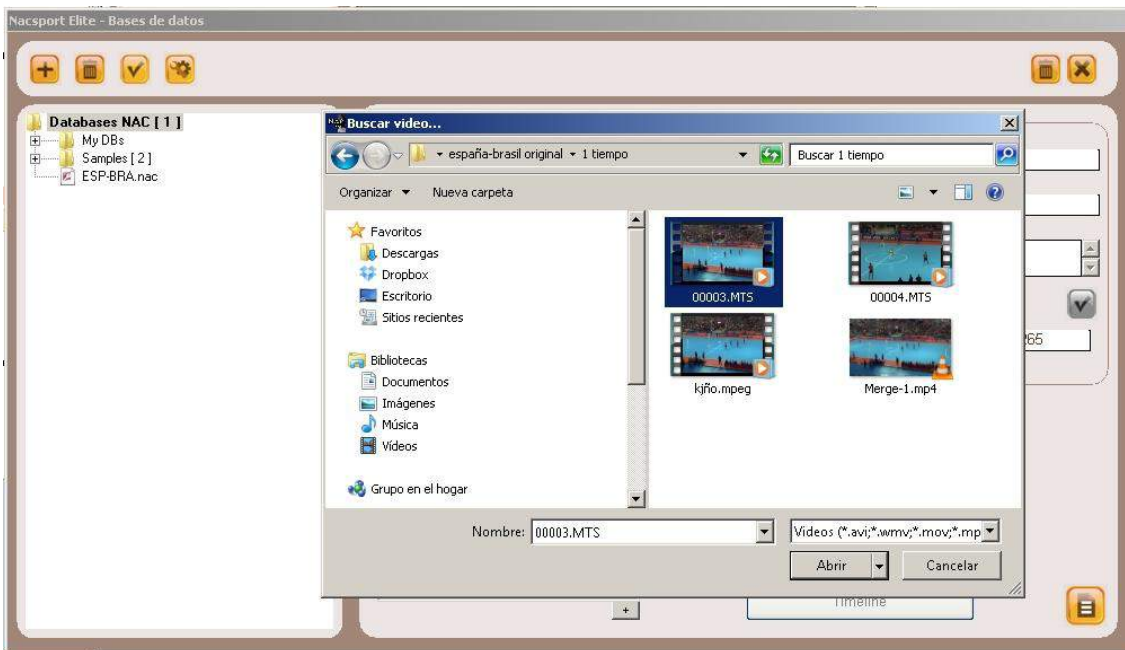 Nacsport Elite - Bases de datos
Databases NAC [ 1 ]
My DBs
Samples [ 2 ]
ESP-BRA.nac
Buscar video...
españa-brasil original
1 tiempo
Buscar 1 tiempo
Organizar
Nueva carpeta
Favoritos
Descargas
Dropbox
Escritorio
Sitios recientes
Bibliotecas
Documentos
Imágenes
Música
Vídeos
Grupo en el hogar
00003.MTS
00004.MTS
kjño.mpeg
Merge-1.mp4
265
Nombre:
00003.MTS
Videos (*.avi;*.wmv;*.mov;*.mp
Abrir
Cancelar
+
Timeline